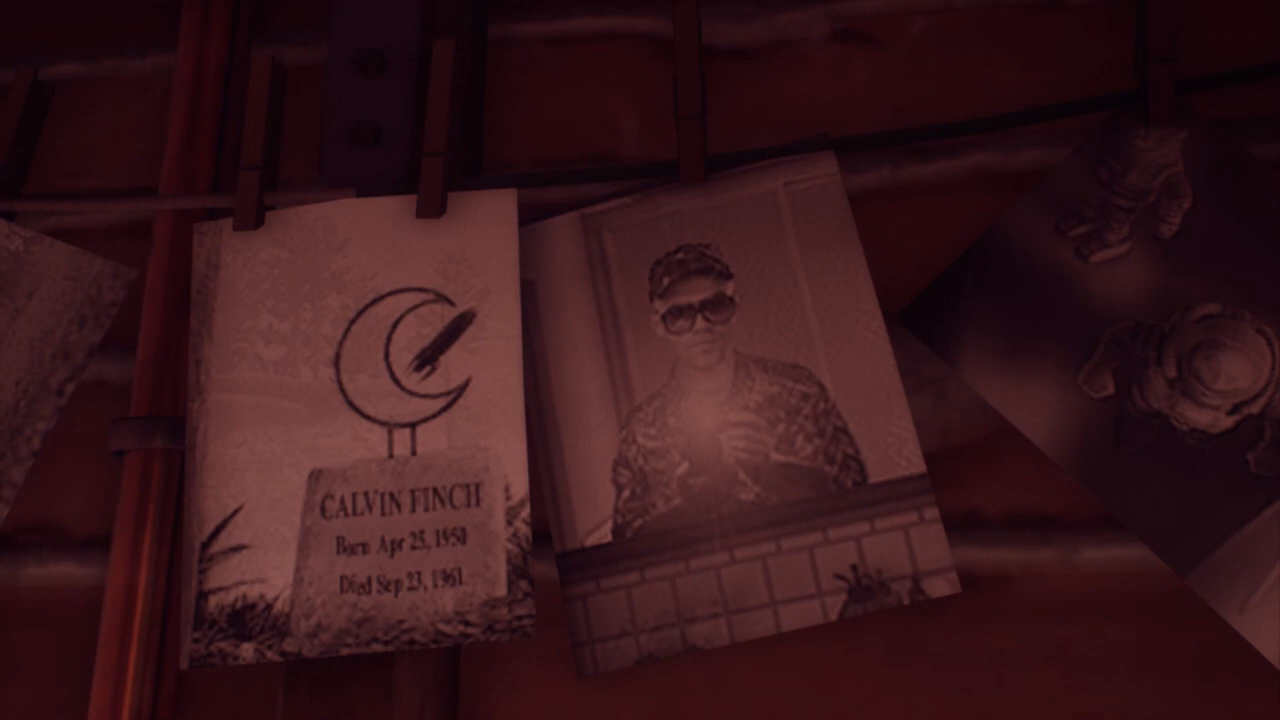 CALVIN FINCH
Born Apr 25, 1950
Died Sep 23, 1961